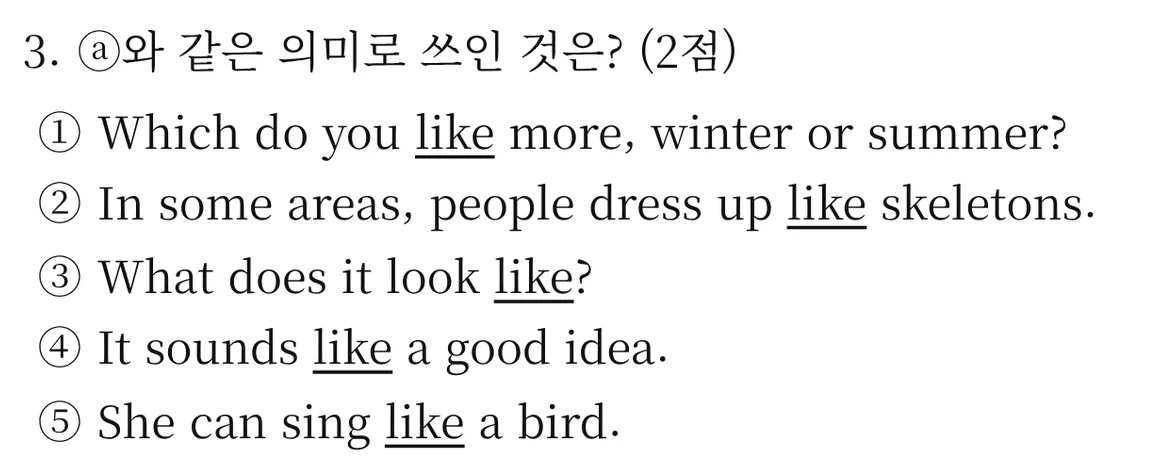 3. ⓐ와 같은 의미로 쓰인 것은? (2점)
① Which do you like more, winter or summer?
② In some areas, people dress up like skeletons.
③ What does it look like?
④ It sounds like a good idea.
⑤ She can sing like a bird.